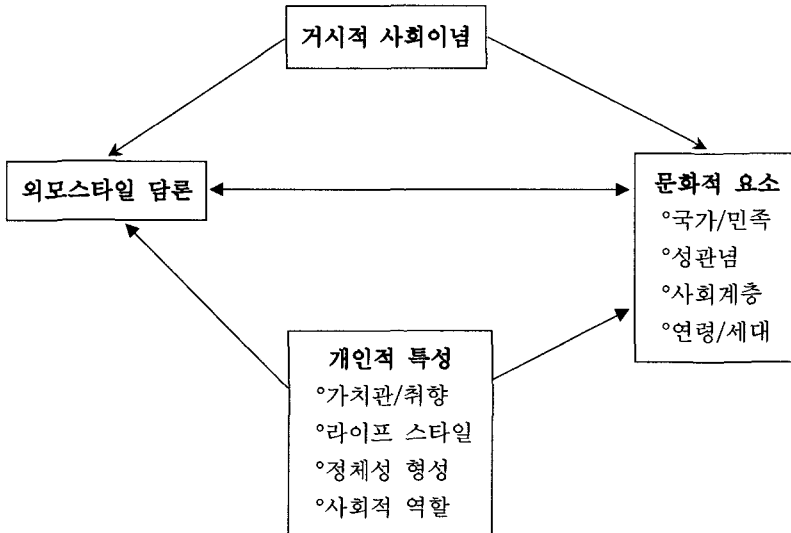 거시적 사회이념
외모스타일 담론
문화적 요소
°국가/민족
°성관념
°사회계층
°연령/세대
개인적 특성
°가치관/취향
°라이프 스타일
°정체성 형성
°사회적 역할